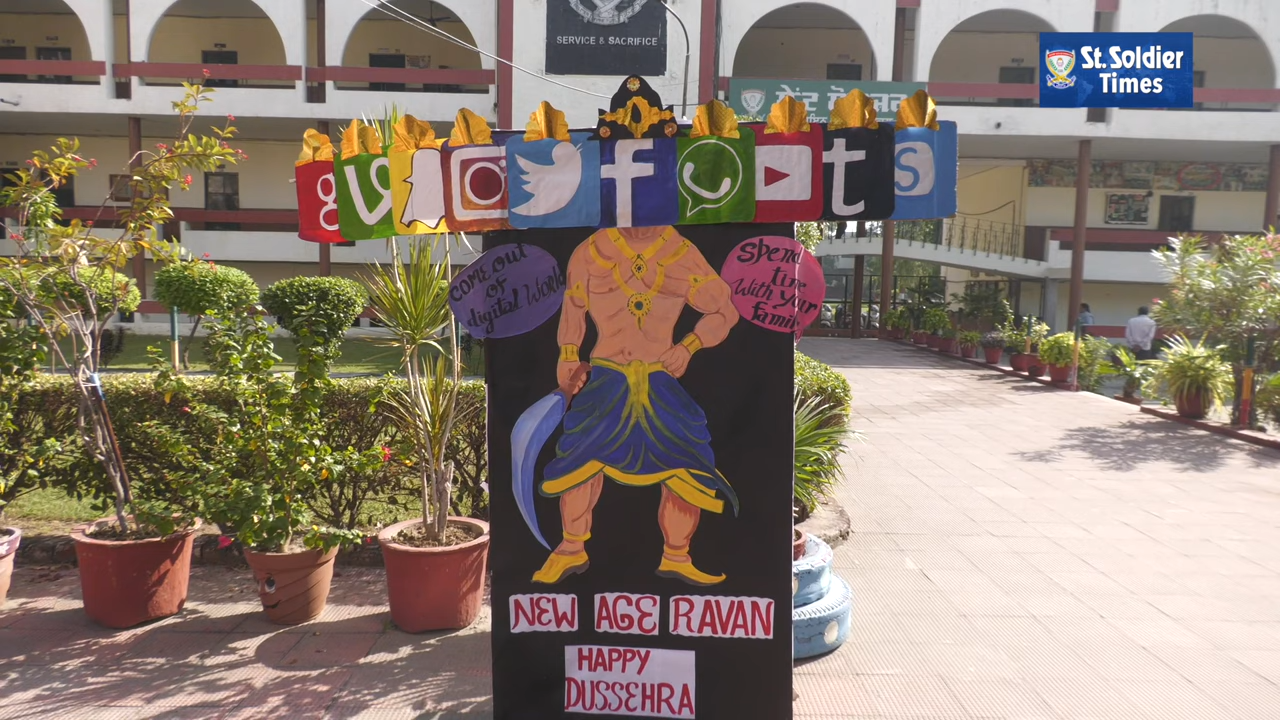 SERVICE & SACRIFICE
St. Soldier
Times
g
f
t
S
COME out
of
digital World
Spend
time
With your
family
NEW AGE RAVAN
HAPPY
DUSSEHRA